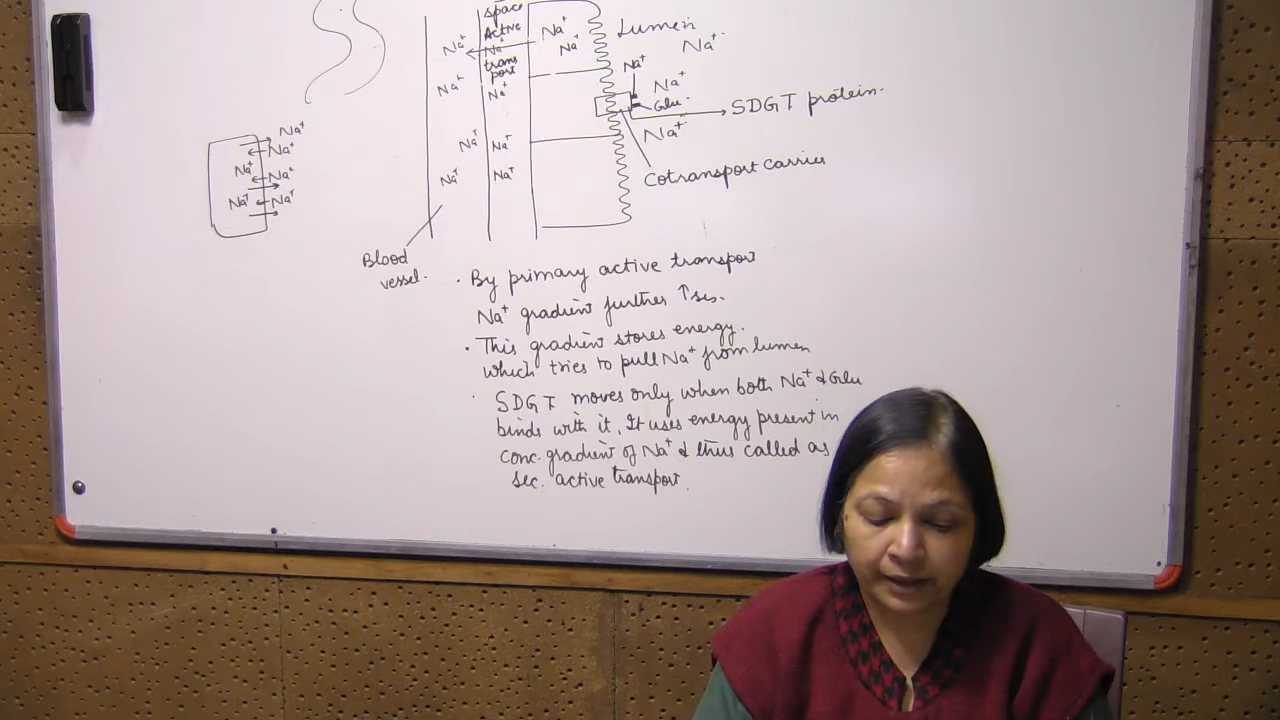 space
Active
Na⁺
trans
port
Na⁺
Na⁺
Na⁺
Na⁺
Na⁺
Na⁺
Na⁺
Na⁺
Na⁺
Na⁺
Lumen
Na⁺
Na⁺
Na⁺
Glu
Na⁺
SDGT protein.
Cotransport carrier
Na⁺
Na⁺
Na⁺
Na⁺
Na⁺
Na⁺
Blood
vessel.
· By primary active transport
Na⁺ gradient further ↑ses.
· This gradient stores energy.
which tries to pull Na⁺ from lumen
· SDGT moves only when both Na⁺ & Glu
binds with it. It uses energy present in
conc. gradient of Na⁺ & thus called as
sec. active transport.